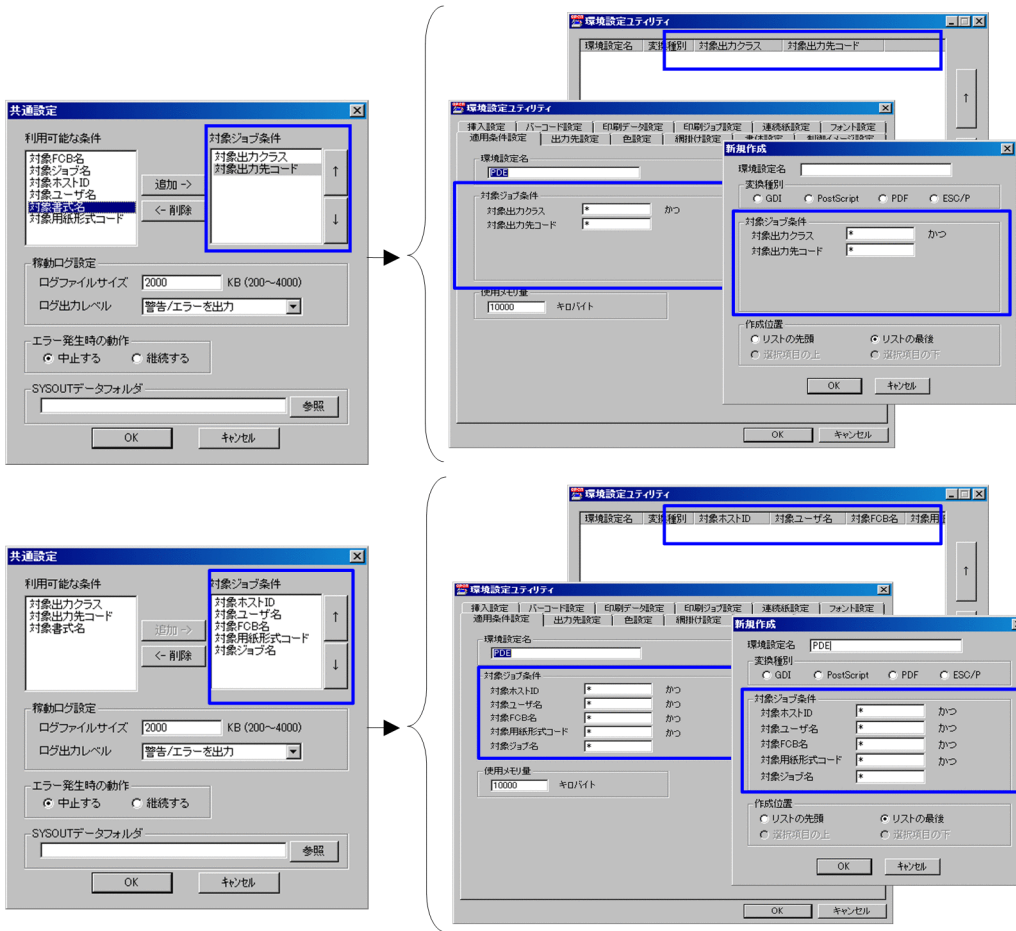 共通設定
利用可能な条件
対象FCB名
対象ジョブ名
対象ホストID
対象ユーザ名
対象書式名
対象用紙形式コード
追加 ->
<- 削除
対象ジョブ条件
対象出力クラス
対象出力先コード
↑
↓
稼動ログ設定
ログファイルサイズ 2000 KB (200～4000)
ログ出力レベル 警告/エラーを出力
エラー発生時の動作
中止する 継続する
SYSOUTデータフォルダ
参照
OK キャンセル
環境設定ユティリティ
環境設定名 変換種別 対象出力クラス 対象出力先コード
↑
環境設定ユティリティ
挿入設定 バーコード設定 印刷データ設定 印刷ジョブ設定 連続紙設定 フォント設定
適用条件設定 出力先設定 色設定 網掛け設定
環境設定名
PDE
対象ジョブ条件
対象出力クラス * かつ
対象出力先コード *
使用メモリ量
10000 キロバイト
OK キャンセル
新規作成
環境設定名
変換種別
GDI PostScript PDF ESC/P
対象ジョブ条件
対象出力クラス * かつ
対象出力先コード *
作成位置
リストの先頭 リストの最後
選択項目の上 選択項目の下
OK キャンセル
共通設定
利用可能な条件
対象出力クラス
対象出力先コード
対象書式名
追加 ->
<- 削除
対象ジョブ条件
対象ホストID
対象ユーザ名
対象FCB名
対象用紙形式コード
対象ジョブ名
↑
↓
稼動ログ設定
ログファイルサイズ 2000 KB (200～4000)
ログ出力レベル 警告/エラーを出力
エラー発生時の動作
中止する 継続する
SYSOUTデータフォルダ
参照
OK キャンセル
環境設定ユティリティ
環境設定名 変換種別 対象ホストID 対象ユーザ名 対象FCB名 対象用
↑
環境設定ユティリティ
挿入設定 バーコード設定 印刷データ設定 印刷ジョブ設定 連続紙設定 フォント設定
適用条件設定 出力先設定 色設定 網掛け設定
環境設定名
PDE
対象ジョブ条件
対象ホストID * かつ
対象ユーザ名 * かつ
対象FCB名 * かつ
対象用紙形式コード * かつ
対象ジョブ名 *
使用メモリ量
10000 キロバイト
OK キャンセル
新規作成
環境設定名 PDE
変換種別
GDI PostScript PDF ESC/P
対象ジョブ条件
対象ホストID * かつ
対象ユーザ名 * かつ
対象FCB名 * かつ
対象用紙形式コード * かつ
対象ジョブ名 *
作成位置
リストの先頭 リストの最後
選択項目の上 選択項目の下
OK キャンセル